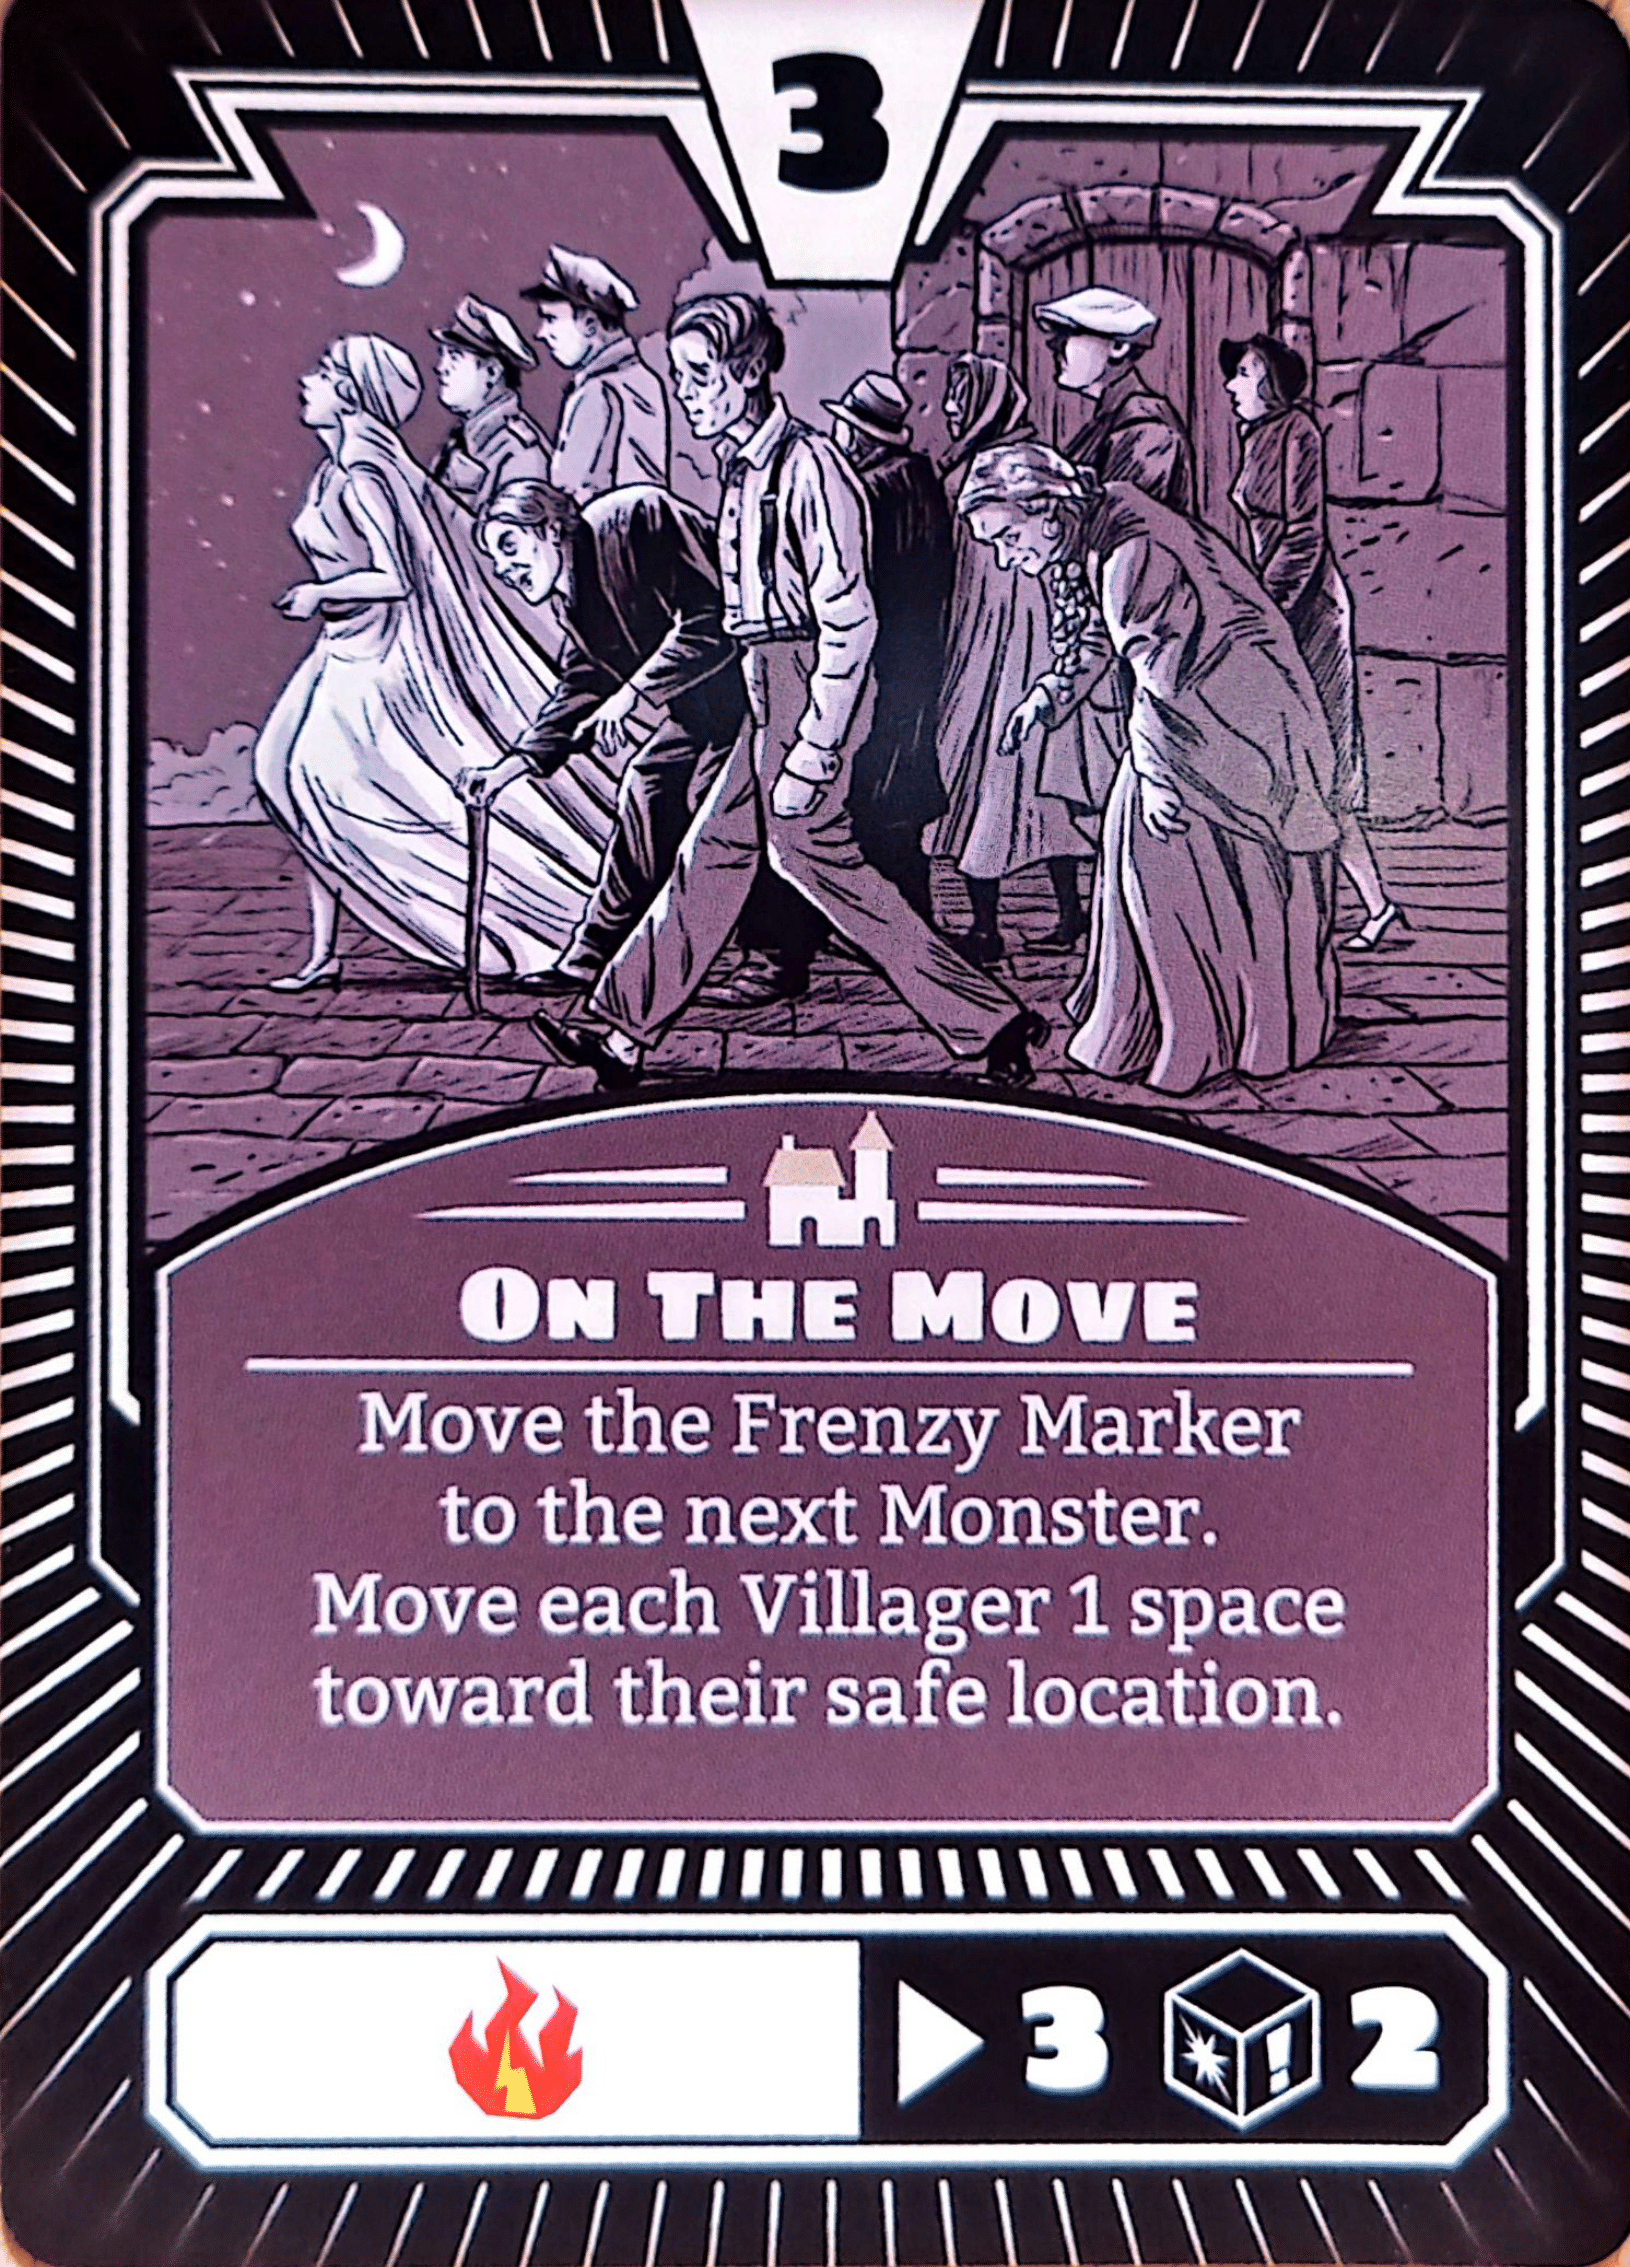 3
On The Move
Move the Frenzy Marker
to the next Monster.
Move each Villager 1 space
toward their safe location.
3 ! 2